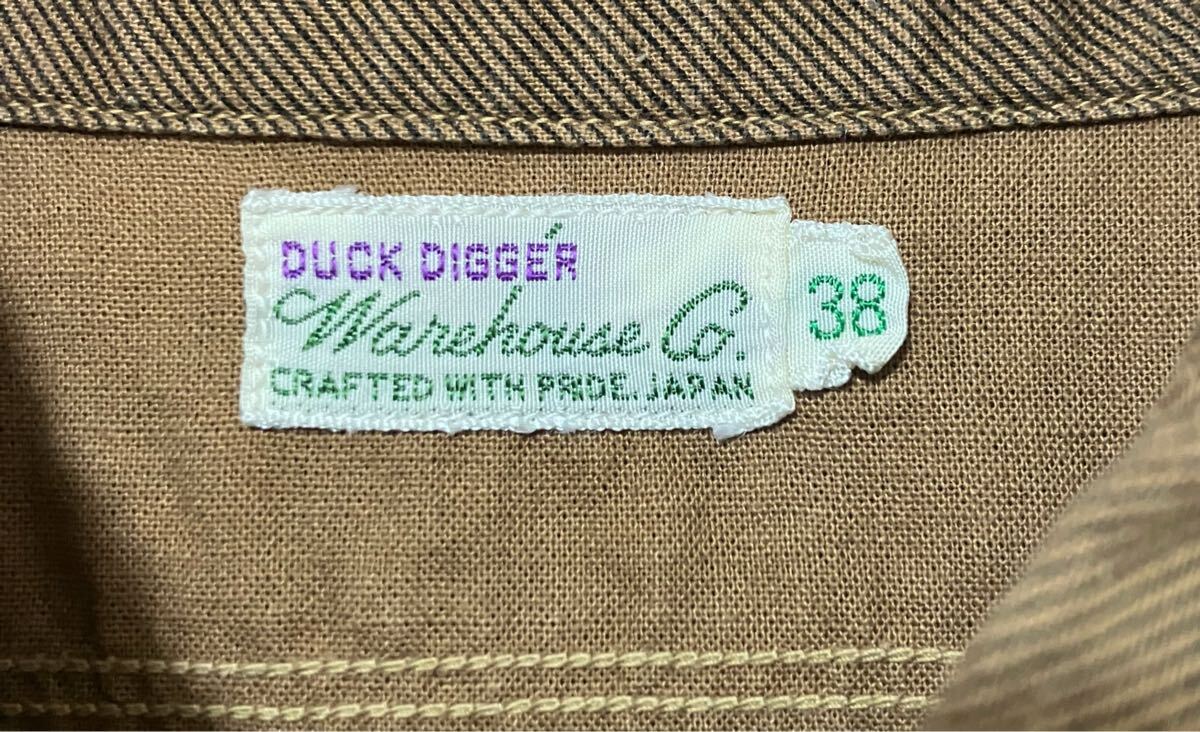 DUCK DIGGER
Warehouse Co.
CRAFTED WITH PRIDE. JAPAN
38